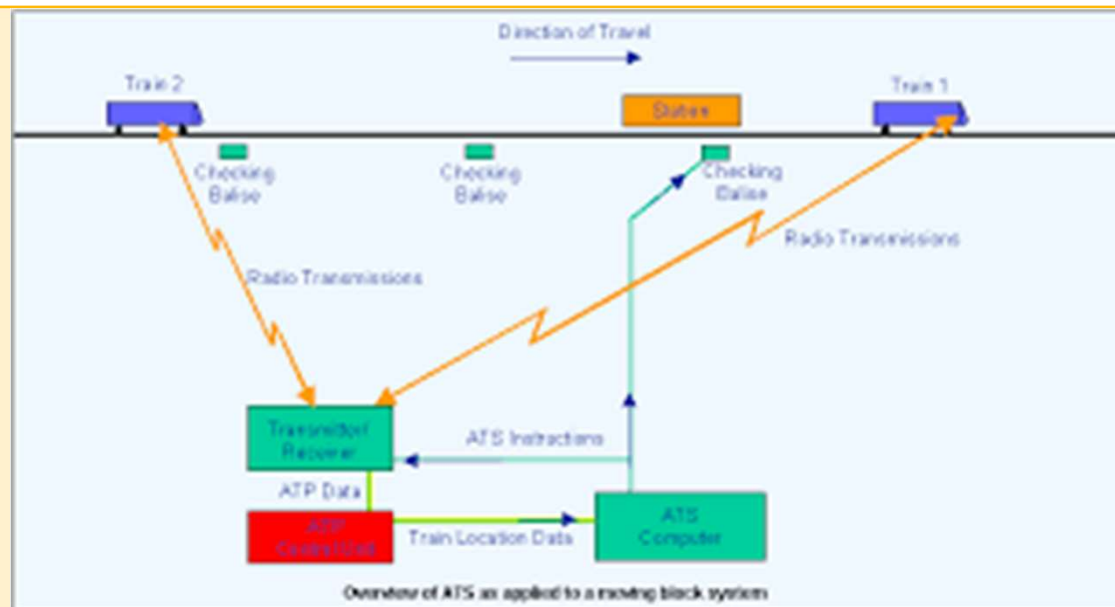 Direction of Travel
Train 2
Station
Train 1
Checking
Balise
Checking
Balise
Checking
Balise
Radio Transmissions
Radio Transmissions
Transmitter/
Receiver
ATS Instructions
ATP Data
ATP
Control Unit
Train Location Data
ATS
Computer
Overview of ATS as applied to a moving block system